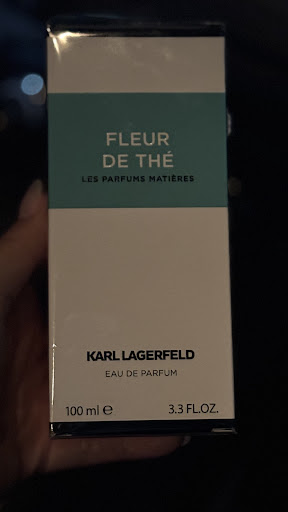 FLEUR
DE THÉ
LES PARFUMS MATIÈRES
KARL LAGERFELD
EAU DE PARFUM
100 ml ℮ 3.3 FL.OZ.